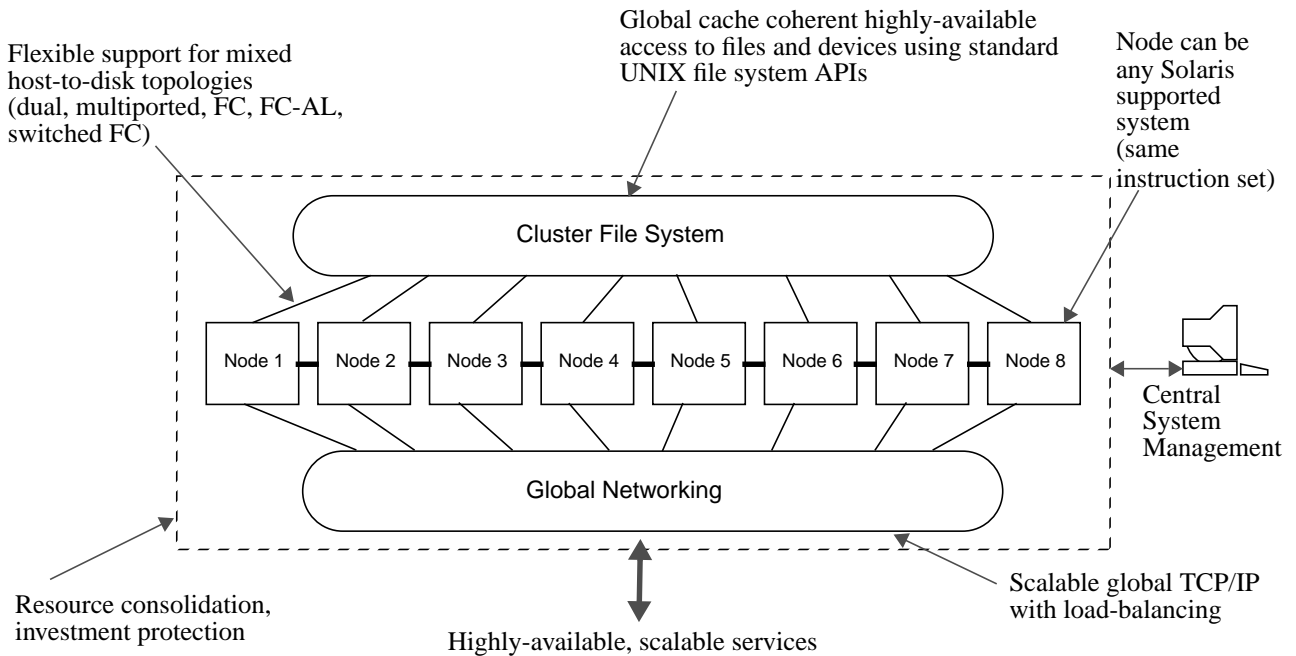 Global cache coherent highly-available
access to files and devices using standard
UNIX file system APIs
Flexible support for mixed
host-to-disk topologies
(dual, multiported, FC, FC-AL,
switched FC)
Node can be
any Solaris
supported
system
(same
instruction set)
Cluster File System
Node 1
Node 2
Node 3
Node 4
Node 5
Node 6
Node 7
Node 8
Central
System
Management
Global Networking
Resource consolidation,
investment protection
Scalable global TCP/IP
with load-balancing
Highly-available, scalable services